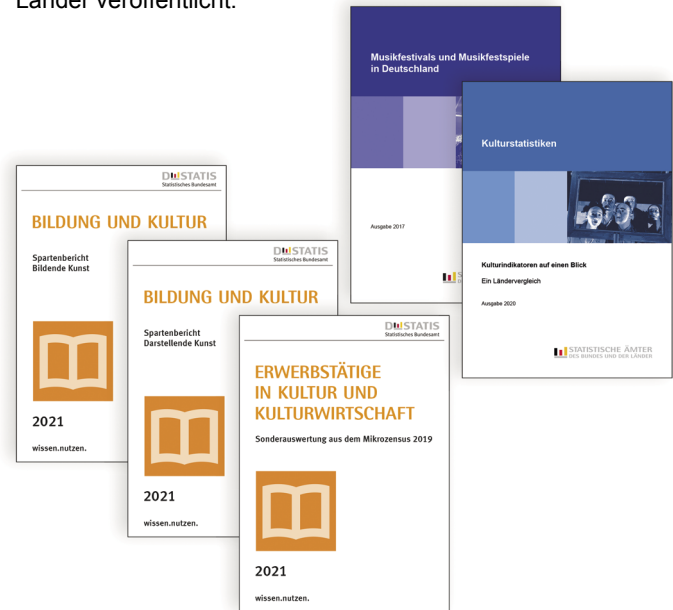 Länder veröffentlicht.
Musikfestivals und Musikfestspiele
in Deutschland
Ausgabe 2017
Kulturstatistiken
Kulturindikatoren auf einen Blick
Ein Ländervergleich
Ausgabe 2020
STATISTISCHE ÄMTER
DES BUNDES UND DER LÄNDER
DESTATIS
Statistisches Bundesamt
BILDUNG UND KULTUR
Spartenbericht
Bildende Kunst
2021
wissen.nutzen.
DESTATIS
Statistisches Bundesamt
BILDUNG UND KULTUR
Spartenbericht
Darstellende Kunst
2021
wissen.nutzen.
DESTATIS
Statistisches Bundesamt
ERWERBSTÄTIGE
IN KULTUR UND
KULTURWIRTSCHAFT
Sonderauswertung aus dem Mikrozensus 2019
2021
wissen.nutzen.